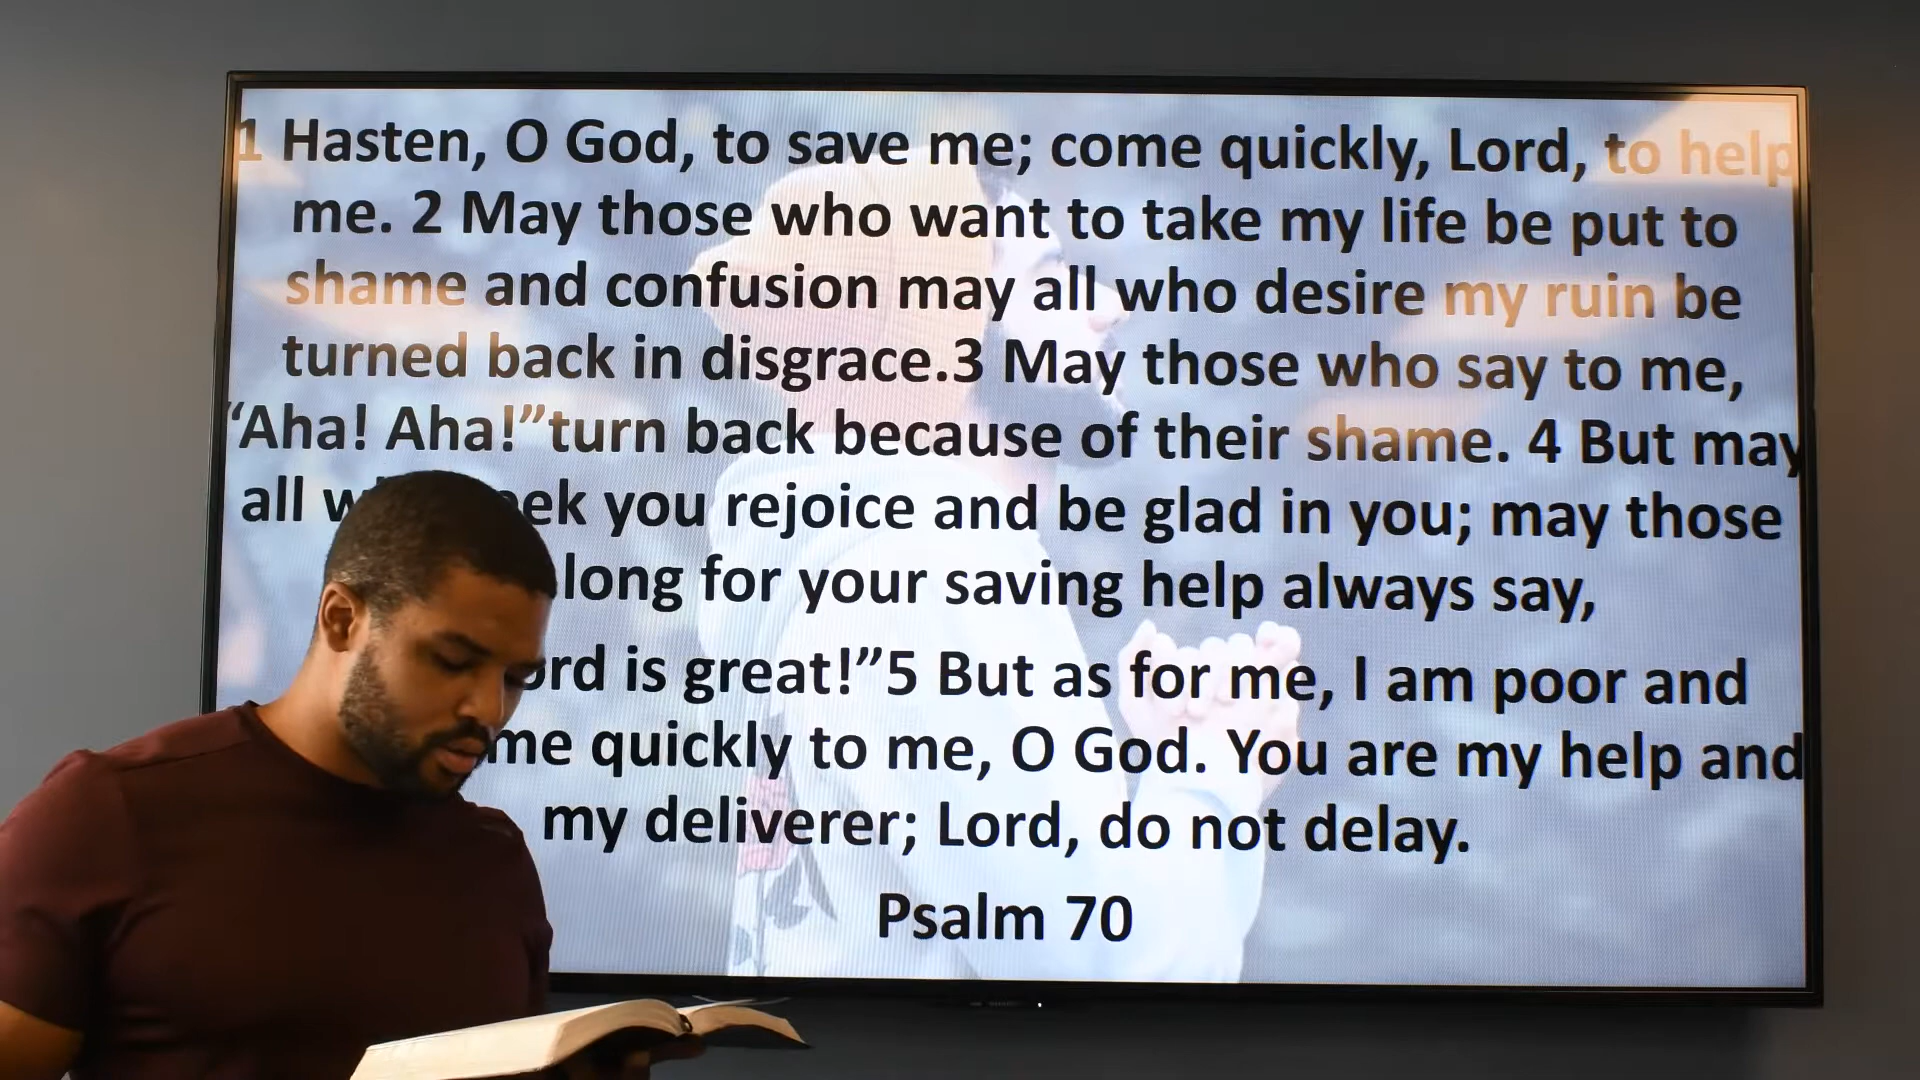 1 Hasten, O God, to save me; come quickly, Lord, to help
me. 2 May those who want to take my life be put to
shame and confusion may all who desire my ruin be
turned back in disgrace.3 May those who say to me,
“Aha! Aha!”turn back because of their shame. 4 But may
all you rejoice and be glad in you; may those
long for your saving help always say,
is great!”5 But as for me, I am poor and
quickly to me, O God. You are my help and
my deliverer; Lord, do not delay.
Psalm 70